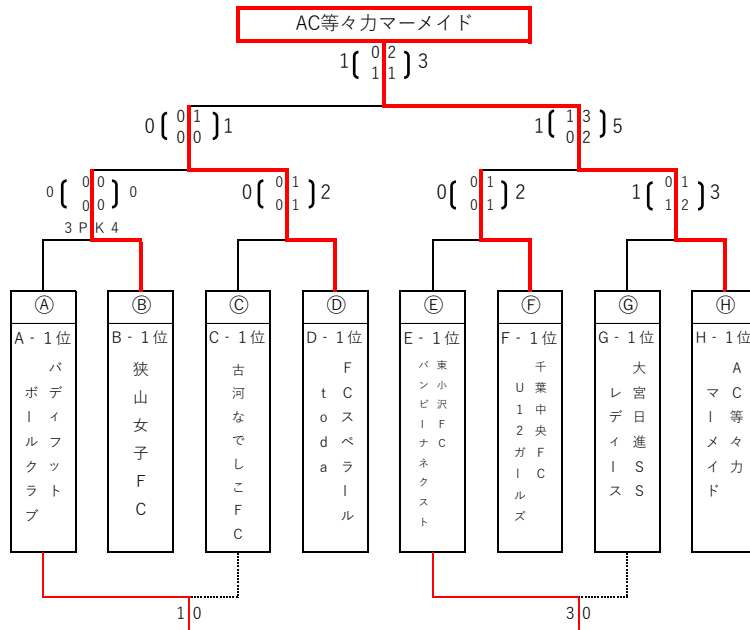 AC等々力マーメイド
1 ( 0 2 ) 3
1 1
0 ( 0 1 ) 1
0 0
1 ( 1 3 ) 5
0 2
0 ( 0 0 ) 0
0 0
3 P K 4
0 ( 0 1 ) 2
0 1
0 ( 0 1 ) 2
0 1
1 ( 0 1 ) 3
1 2
Ⓐ Ⓑ Ⓒ Ⓓ Ⓔ Ⓕ Ⓖ Ⓗ
A - 1位 B - 1位 C - 1位 D - 1位 E - 1位 F - 1位 G - 1位 H - 1位
バディフット
ボールクラブ
狭山女子FC
古河なでしこFC
FCスペラール
toda
東小沢FC
バンビーナネクスト
千葉中央FC
U12ガールズ
大宮日進SS
レディース
AC等々力
マーメイド
1 0
3 0